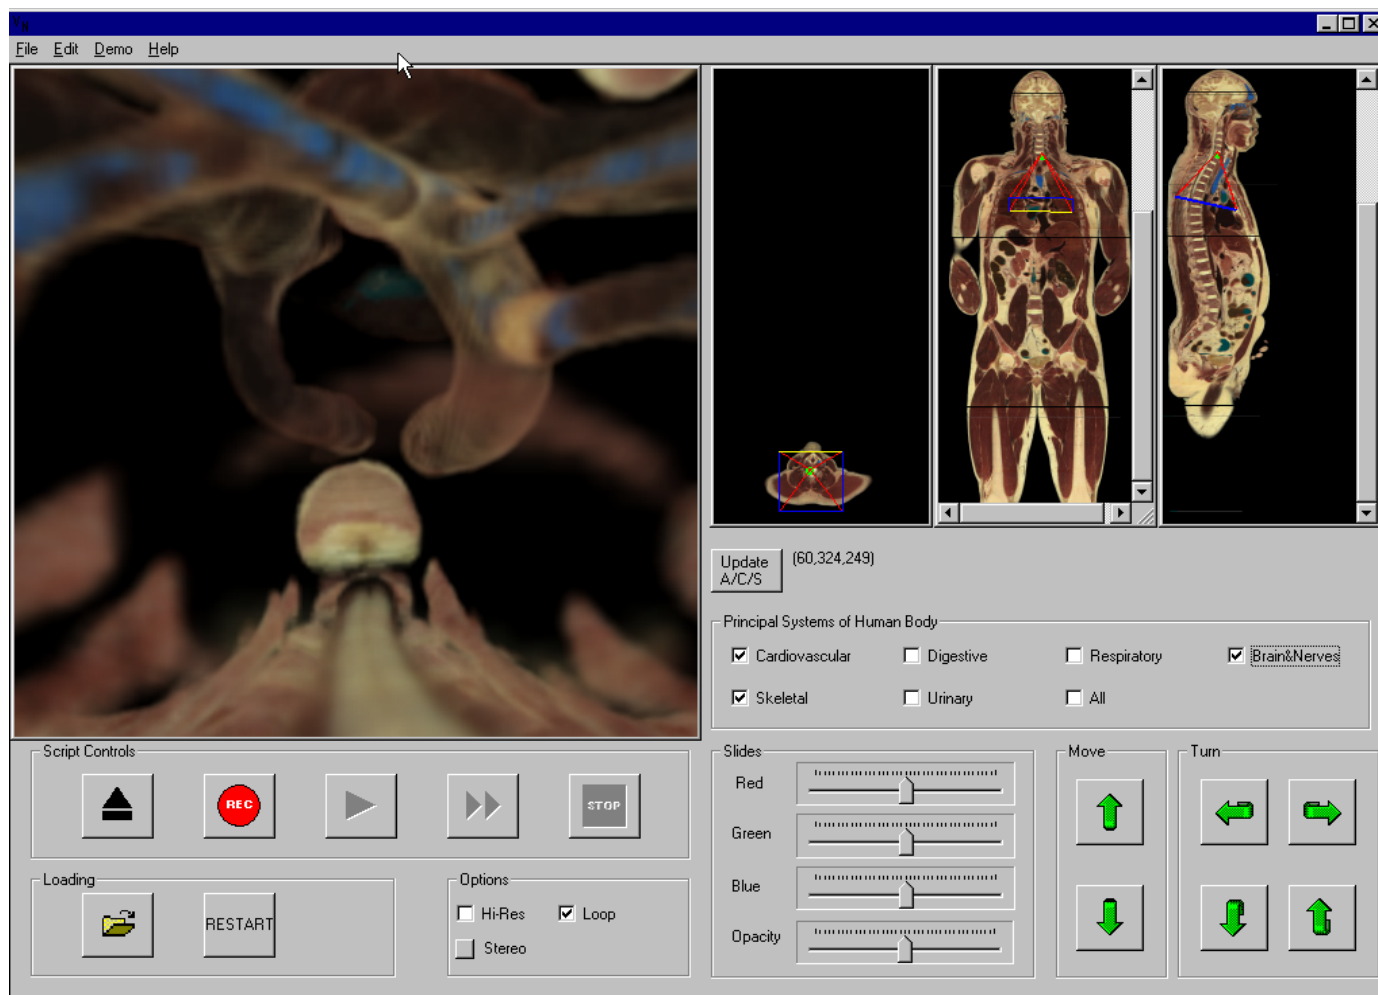 File Edit Demo Help
Update
A/C/S
(60,324,249)
Principal Systems of Human Body
Cardiovascular Digestive Respiratory Brain&Nerves
Skeletal Urinary All
Script Controls
REC
STOP
Loading
RESTART
Options
Hi-Res Loop
Stereo
Slides
Red
Green
Blue
Opacity
Move
Turn